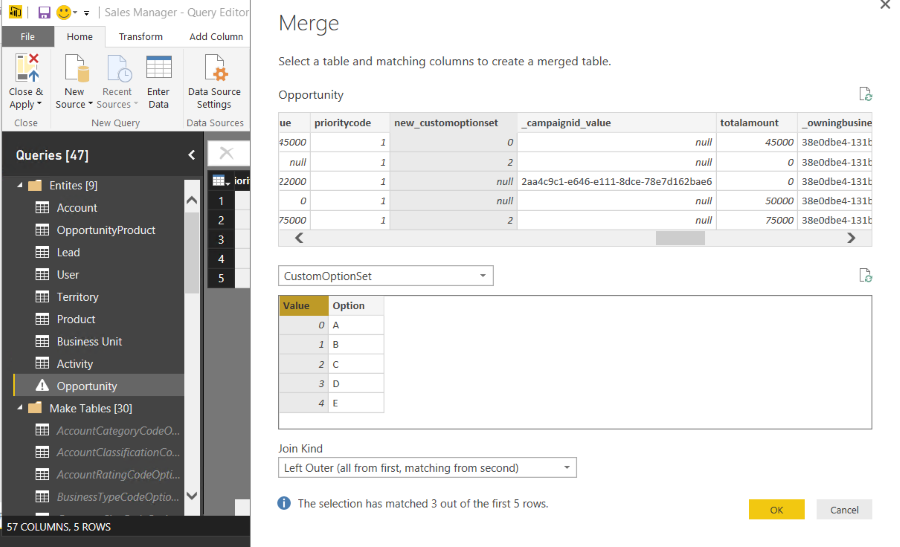 Sales Manager - Query Editor
File Home Transform Add Column
Close & Apply
New Source
Recent Sources
Enter Data
Data Source Settings
Close New Query Data Sources
Queries [47]
Entites [9]
Account
OpportunityProduct
Lead
User
Territory
Product
Business Unit
Activity
Opportunity
Make Tables [30]
AccountCategoryCodeO...
AccountClassificationCo...
AccountRatingCodeOpti...
BusinessTypeCodeOptio...
1
2
3
4
5
57 COLUMNS, 5 ROWS
Merge
Select a table and matching columns to create a merged table.
Opportunity
ue prioritycode new_customoptionset _campaignid_value totalamount _owningbusine
45000 1 0 null 45000 38e0dbe4-131b
null 1 2 null 0 38e0dbe4-131b
22000 1 null 2aa4c9c1-e646-e111-8dce-78e7d162bae6 0 38e0dbe4-131b
0 1 null null 50000 38e0dbe4-131b
75000 1 2 null 75000 38e0dbe4-131b
CustomOptionSet
Value Option
0 A
1 B
2 C
3 D
4 E
Join Kind
Left Outer (all from first, matching from second)
The selection has matched 3 out of the first 5 rows.
OK Cancel